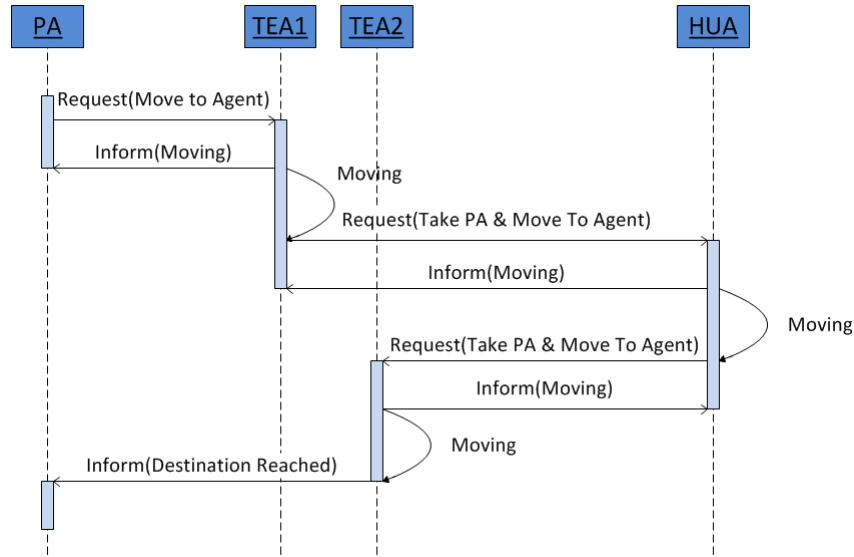 PA
TEA1
TEA2
HUA
Request(Move to Agent)
Inform(Moving)
Moving
Request(Take PA & Move To Agent)
Inform(Moving)
Moving
Request(Take PA & Move To Agent)
Inform(Moving)
Moving
Inform(Destination Reached)